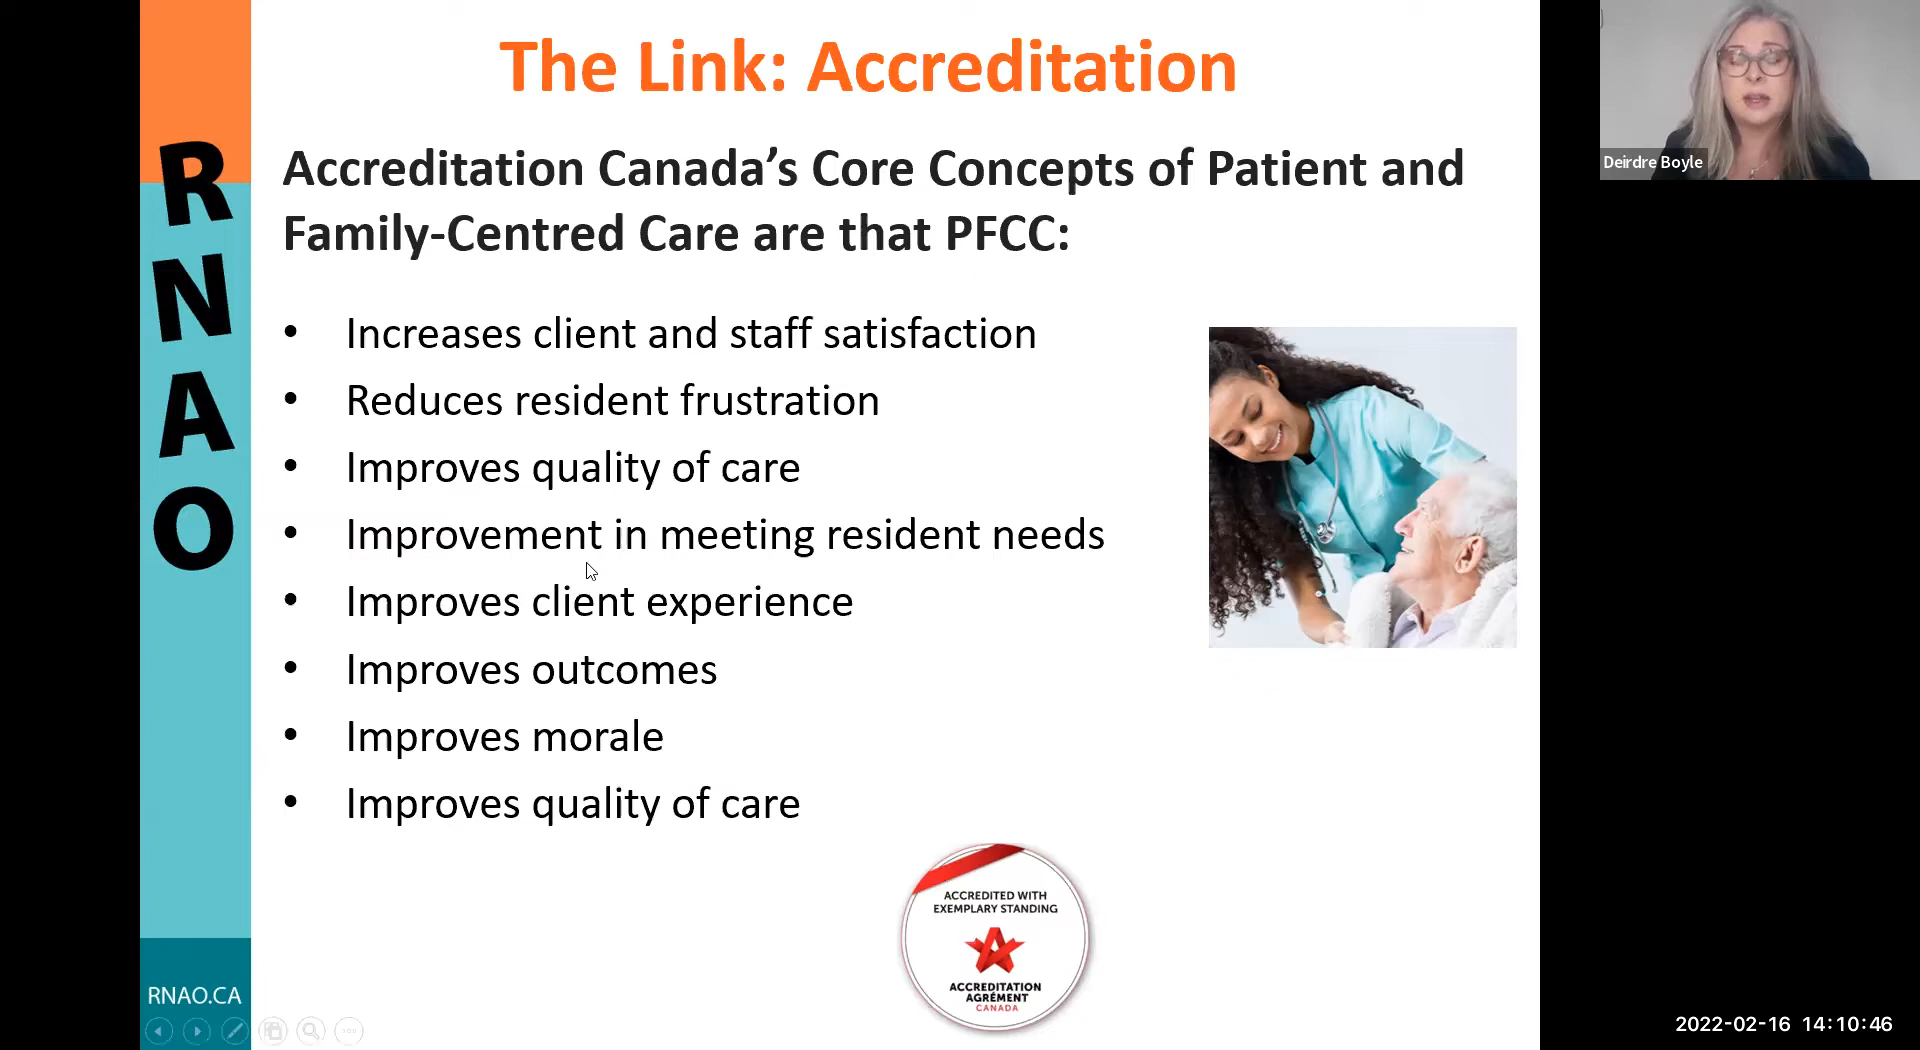 The Link: Accreditation
Accreditation Canada’s Core Concepts of Patient and
Family-Centred Care are that PFCC:
• Increases client and staff satisfaction
• Reduces resident frustration
• Improves quality of care
• Improvement in meeting resident needs
• Improves client experience
• Improves outcomes
• Improves morale
• Improves quality of care
ACCREDITED WITH
EXEMPLARY STANDING
ACCREDITATION
AGRÉMENT
CANADA
RNAO
RNAO.CA
Deirdre Boyle
2022-02-16 14:10:46